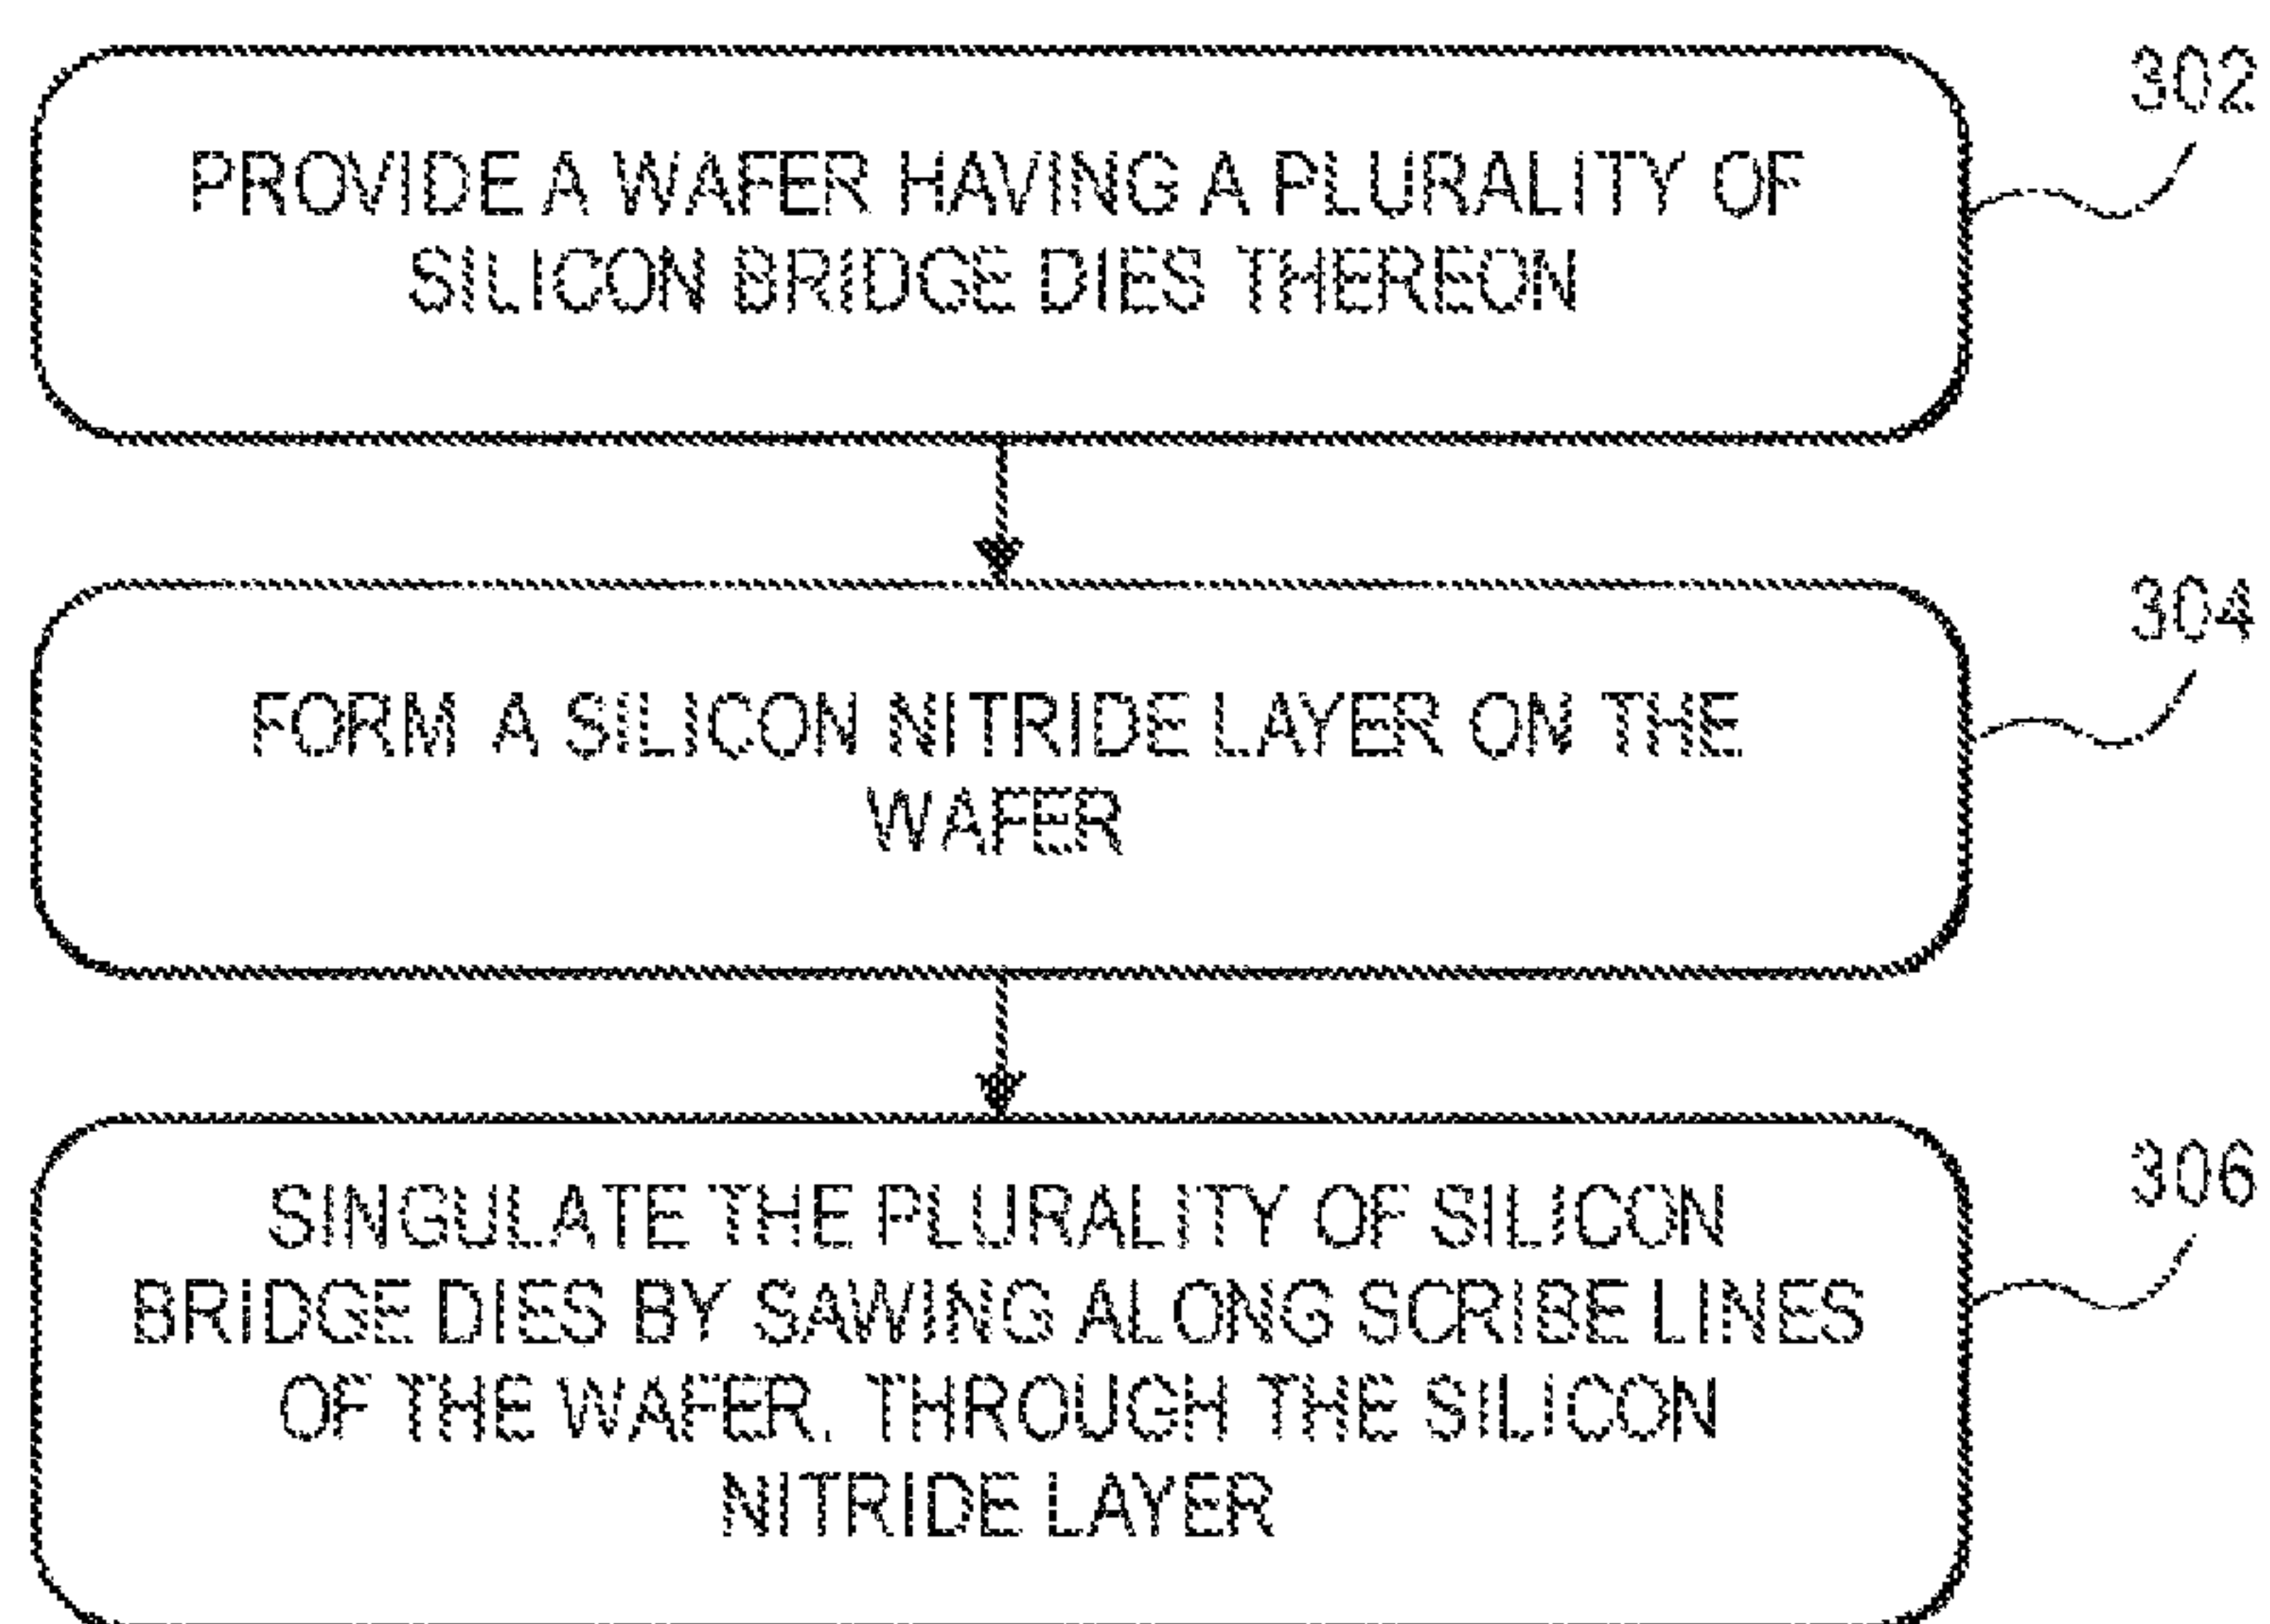 302
PROVIDE A WAFER HAVING A PLURALITY OF
SILICON BRIDGE DIES THEREON
304
FORM A SILICON NITRIDE LAYER ON THE
WAFER
306
SINGULATE THE PLURALITY OF SILICON
BRIDGE DIES BY SAWING ALONG SCRIBE LINES
OF THE WAFER, THROUGH THE SILICON
NITRIDE LAYER